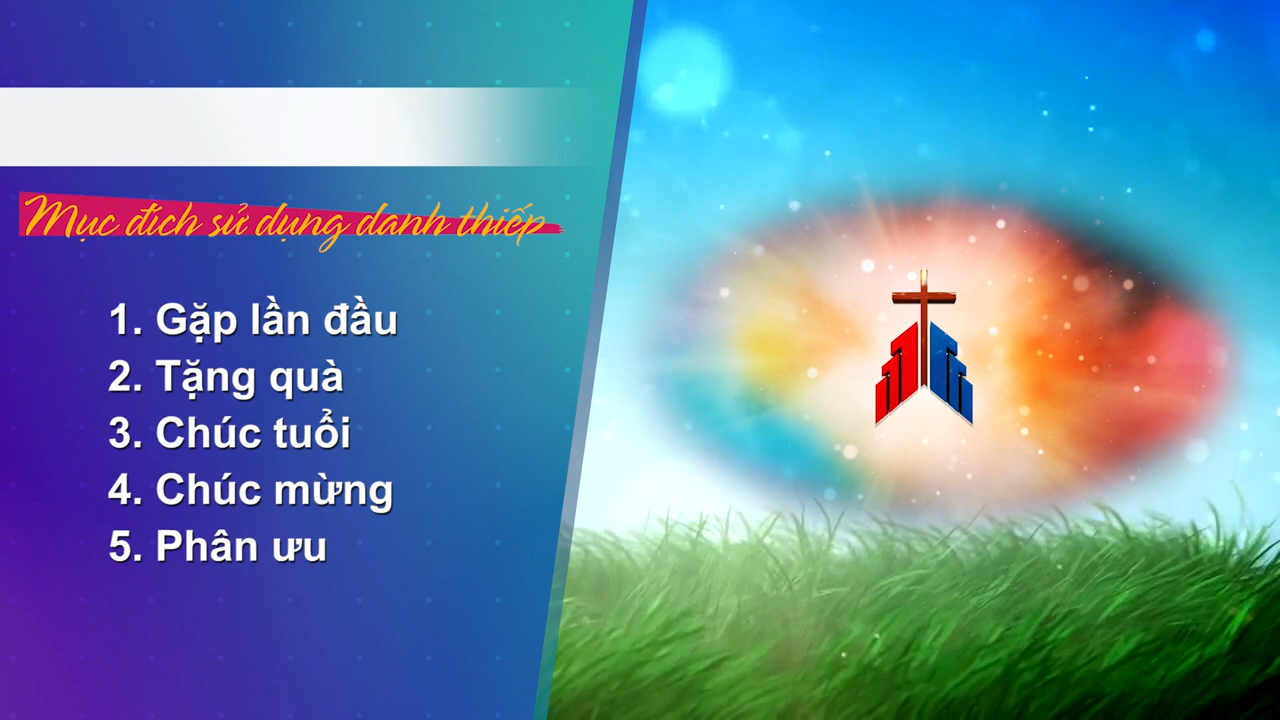 Mục đích sử dụng danh thiếp
1. Gặp lần đầu
2. Tặng quà
3. Chúc tuổi
4. Chúc mừng
5. Phân ưu